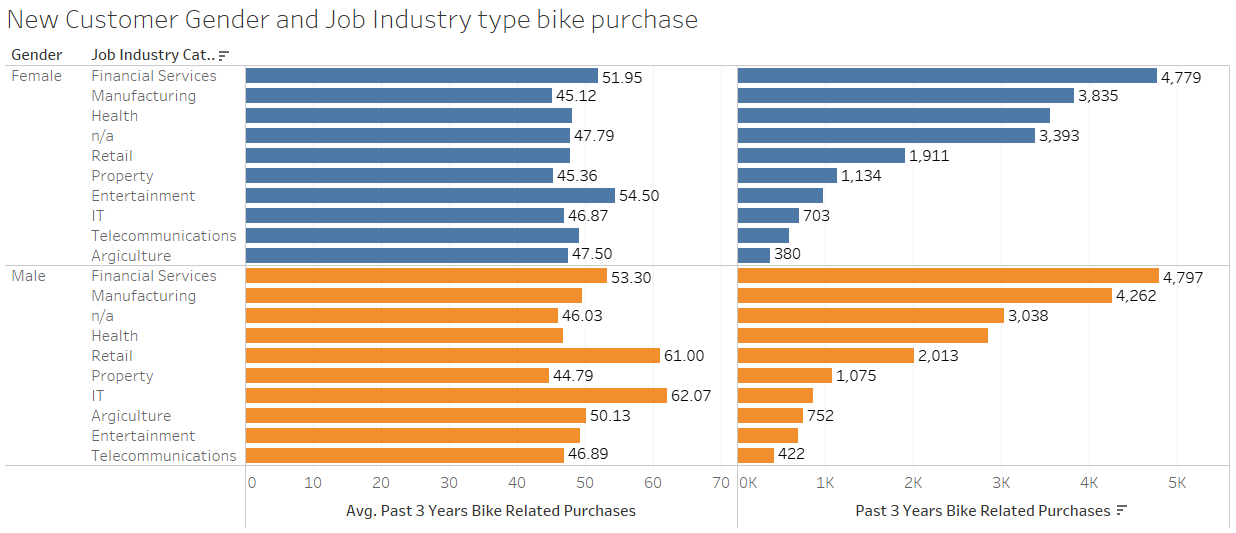 New Customer Gender and Job Industry type bike purchase
Gender Job Industry Cat..
Female Financial Services 51.95 4,779
Manufacturing 45.12 3,835
Health
n/a 47.79 3,393
Retail 1,911
Property 45.36 1,134
Entertainment 54.50
IT 46.87 703
Telecommunications
Argiculture 47.50 380
Male Financial Services 53.30 4,797
Manufacturing 4,262
n/a 46.03 3,038
Health
Retail 61.00 2,013
Property 44.79 1,075
IT 62.07
Argiculture 50.13 752
Entertainment
Telecommunications 46.89 422
0 10 20 30 40 50 60 70 0K 1K 2K 3K 4K 5K
Avg. Past 3 Years Bike Related Purchases Past 3 Years Bike Related Purchases